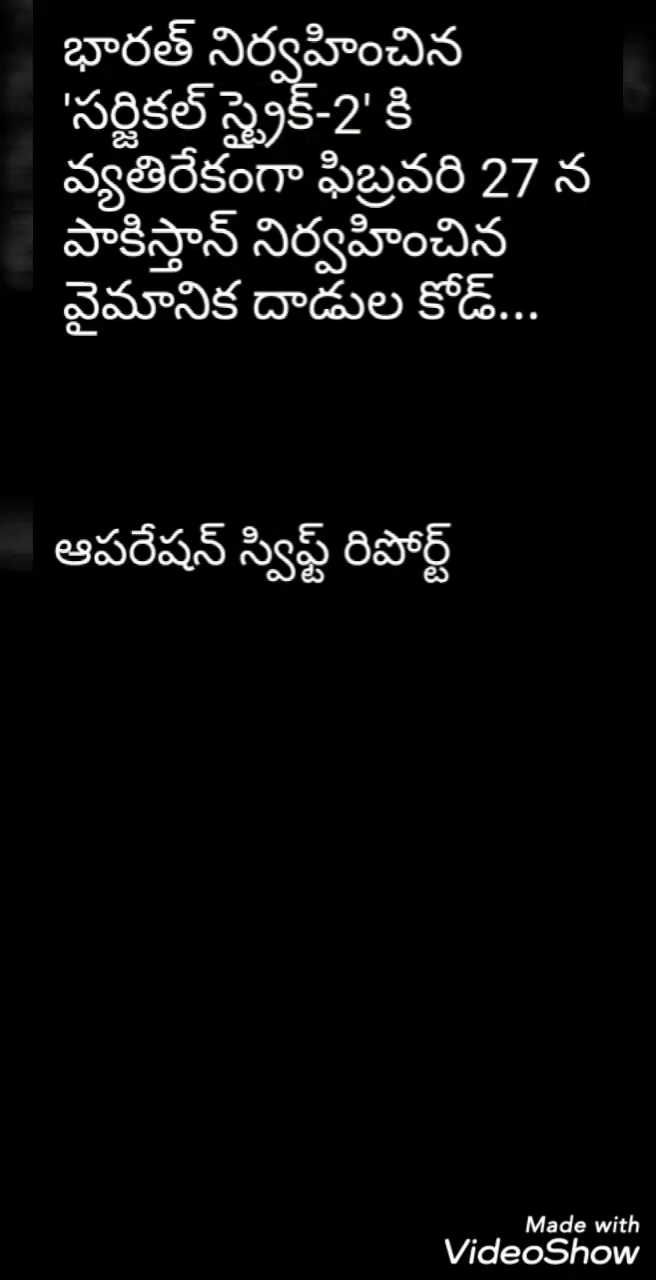 భారత్ నిర్వహించిన
'సర్జికల్ స్ట్రైక్-2' కి
వ్యతిరేకంగా ఫిబ్రవరి 27 న
పాకిస్తాన్ నిర్వహించిన
వైమానిక దాడుల కోడ్...
ఆపరేషన్ స్విఫ్ట్ రిపోర్ట్
Made with
VideoShow